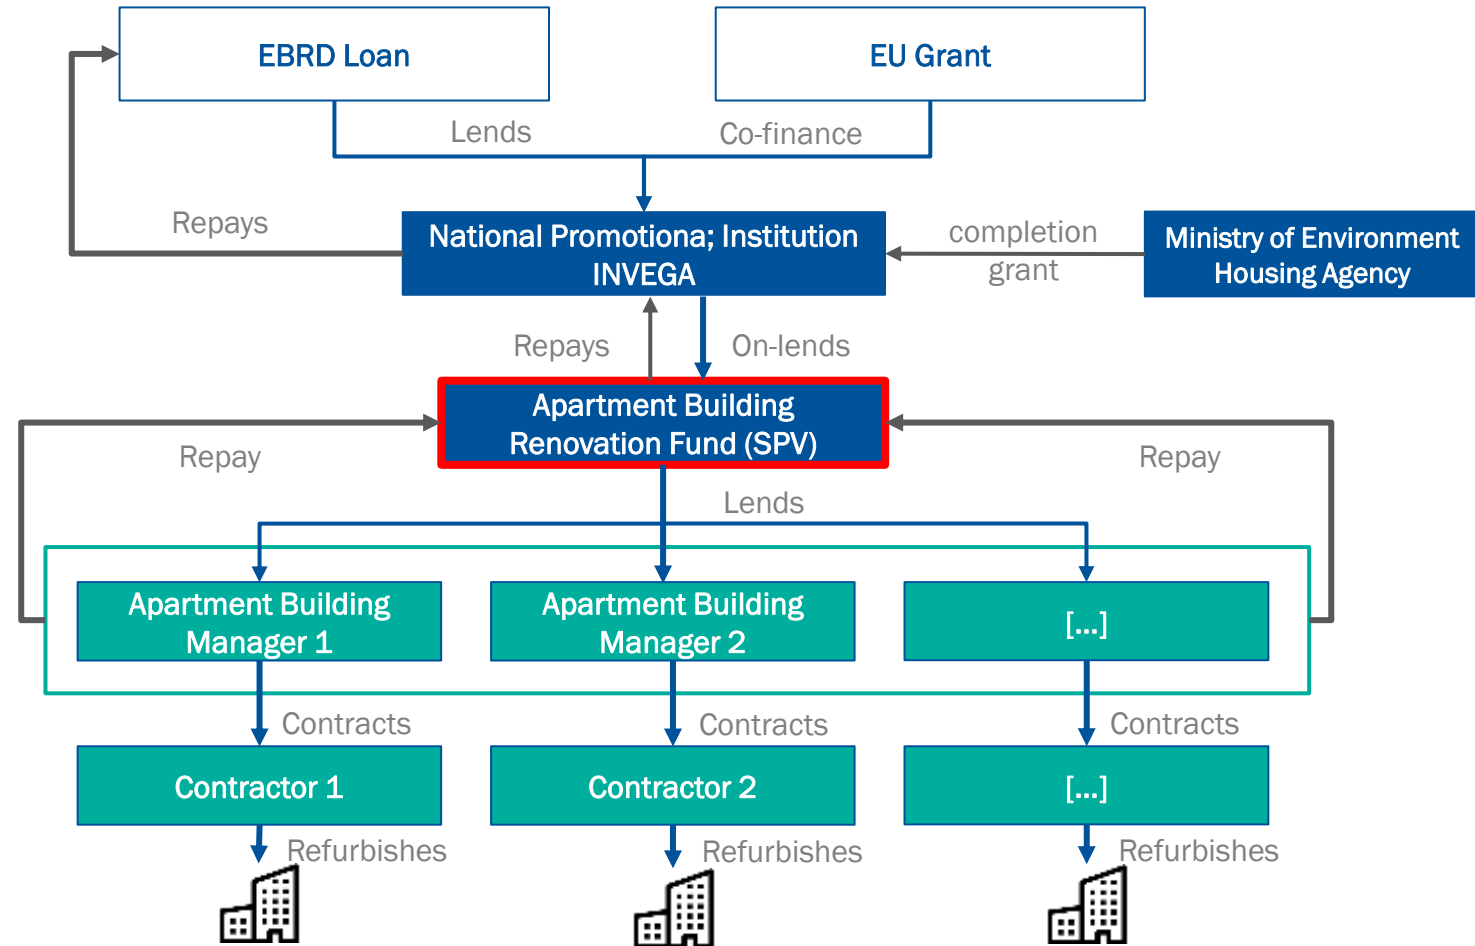 EBRD Loan
EU Grant
Lends
Co-finance
Repays
National Promotiona; Institution
INVEGA
completion
grant
Ministry of Environment
Housing Agency
Repays
On-lends
Apartment Building
Renovation Fund (SPV)
Repay
Repay
Lends
Apartment Building
Manager 1
Apartment Building
Manager 2
[...]
Contracts
Contracts
Contracts
Contractor 1
Contractor 2
[...]
Refurbishes
Refurbishes
Refurbishes